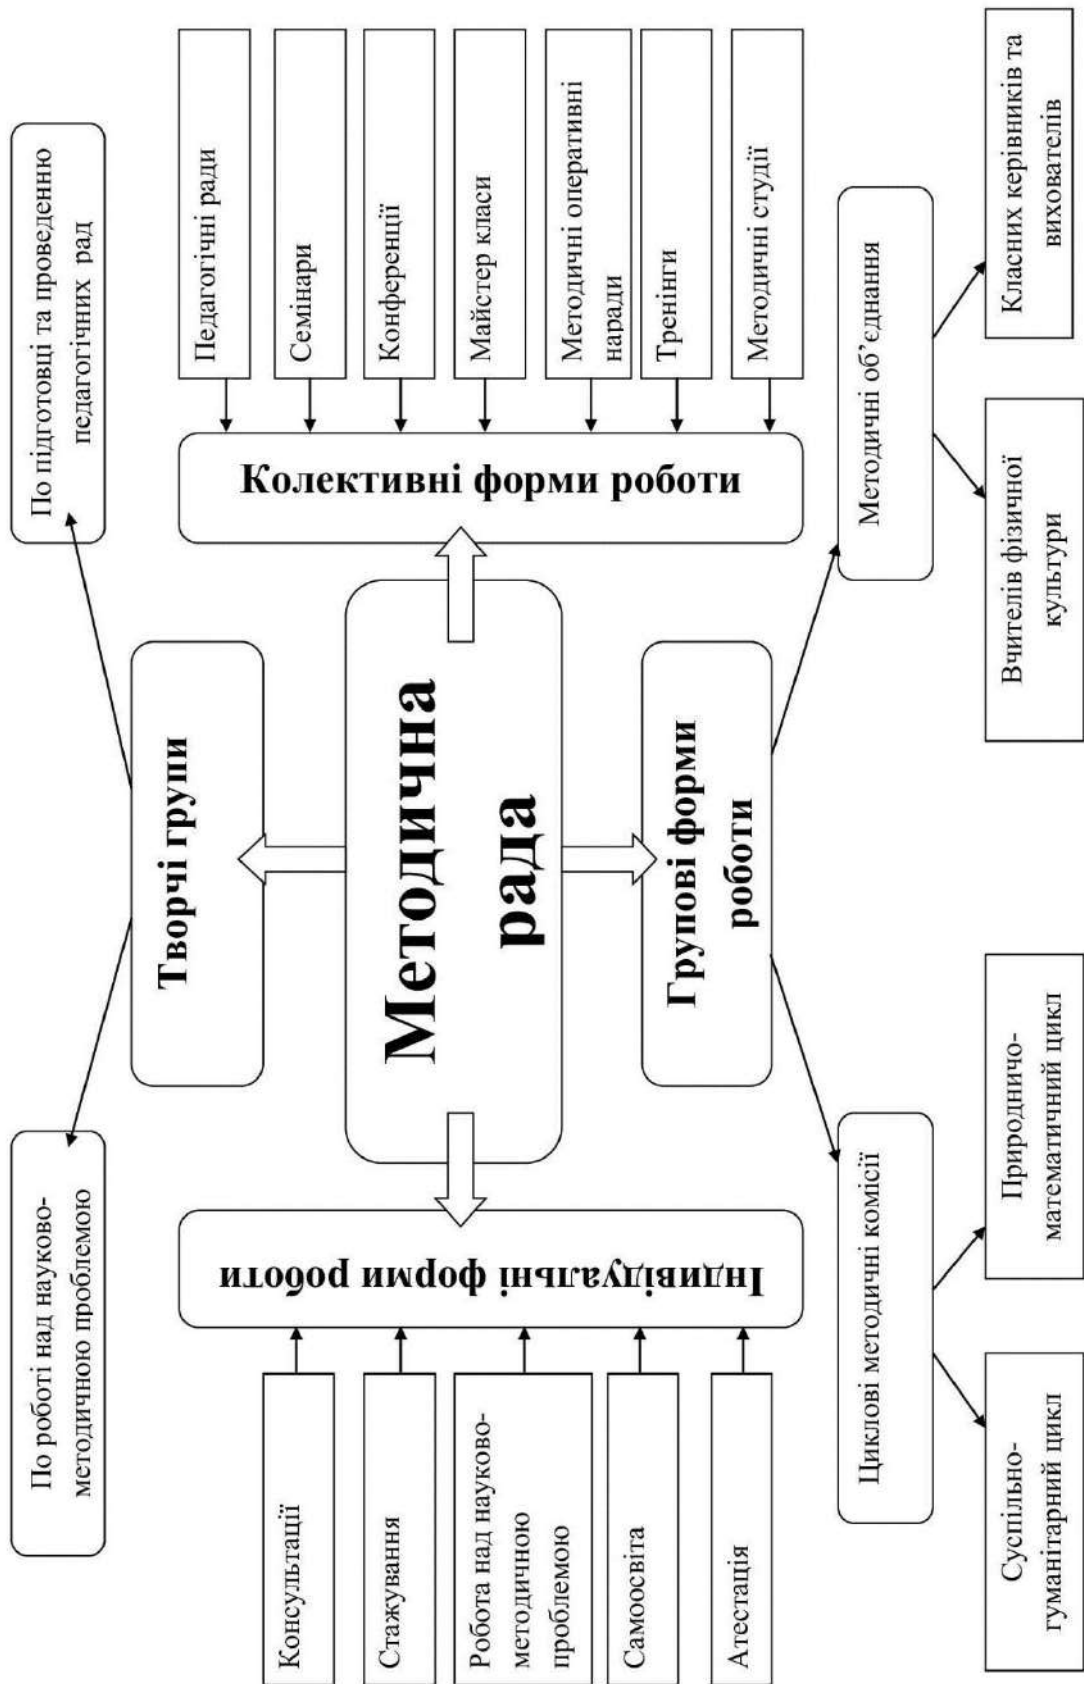 По роботі над науково-
методичною проблемою
По підготовці та проведенню
педагогічних рад
Творчі групи
Індивідуальні форми роботи
Консультації
Стажування
Робота над науково-
методичною
проблемою
Самоосвіта
Атестація
Методична
рада
Колективні форми роботи
Педагогічні ради
Семінари
Конференції
Майстер класи
Методичні оперативні
наради
Тренінги
Методичні студії
Групові форми
роботи
Циклові методичні комісії
Методичні об’єднання
Суспільно-
гуманітарний цикл
Природничо-
математичний цикл
Вчителів фізичної
культури
Класних керівників та
вихователів